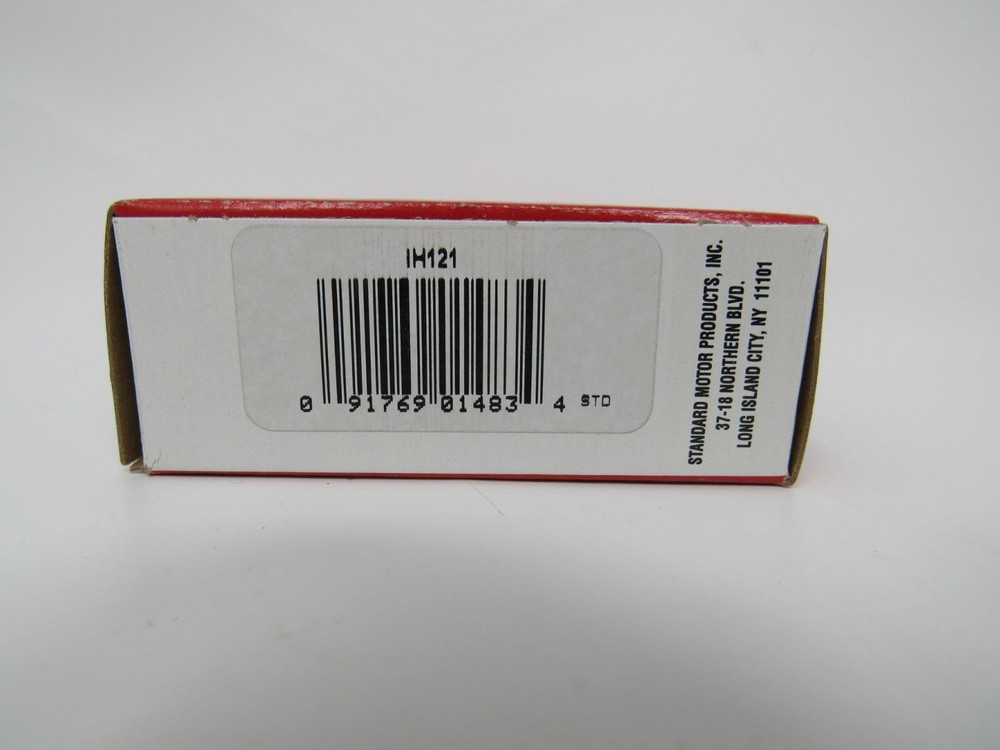 IH121
0 91769 01483 4 STD
STANDARD MOTOR PRODUCTS, INC.
37-18 NORTHERN BLVD.
LONG ISLAND CITY, NY 11101